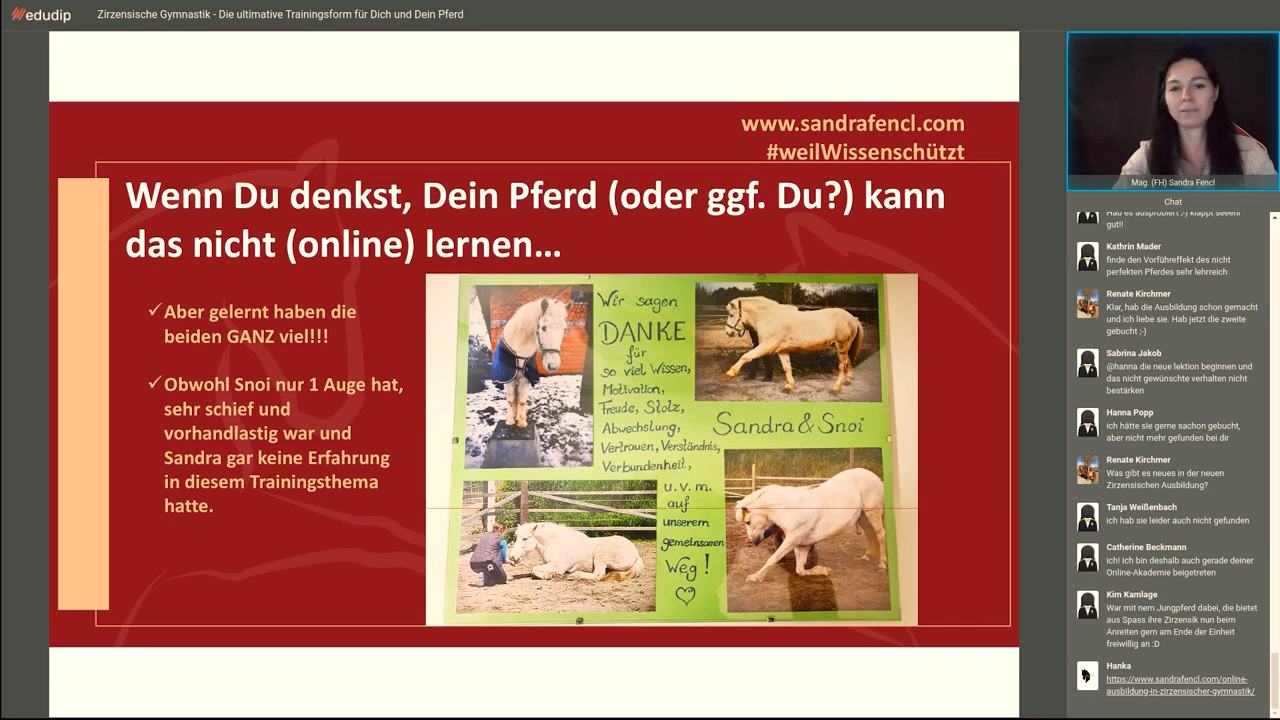 edudip
Zirzensische Gymnastik - Die ultimative Trainingsform für Dich und Dein Pferd
www.sandrafencl.com
#weilWissenschützt
Wenn Du denkst, Dein Pferd (oder ggf. Du?) kann
das nicht (online) lernen…
✓Aber gelernt haben die
beiden GANZ viel!!!
✓Obwohl Snoi nur 1 Auge hat,
sehr schief und
vorhandlastig war und
Sandra gar keine Erfahrung
in diesem Trainingsthema
hatte.
Wir sagen
DANKE
für
so viel Wissen,
Motivation,
Freude, Stolz,
Abwechslung,
Vertrauen, Verständnis,
Verbundenheit,
u.v.m.
auf
unserem
gemeinsamen
Weg!
Sandra & Snoi
Mag. (FH) Sandra Fencl
Chat
Hab es ausprobiert ;-) klappt seeehr
gut!!
Kathrin Mader
finde den Vorführeffekt des nicht
perfekten Pferdes sehr lehrreich
Renate Kirchmer
Klar, hab die Ausbildung schon gemacht
und ich liebe sie. Hab jetzt die zweite
gebucht ;-)
Sabrina Jakob
@hanna die neue lektion beginnen und
das nicht gewünschte verhalten nicht
bestärken
Hanna Popp
ich hätte sie gerne sachon gebucht,
aber nicht mehr gefunden bei dir
Renate Kirchmer
Was gibt es neues in der neuen
Zirzensischen Ausbildung?
Tanja Weißenbach
ich hab sie leider auch nicht gefunden
Catherine Beckmann
ich! Ich bin deshalb auch gerade deiner
Online-Akademie beigetreten
Kim Kamlage
War mit nem Jungpferd dabei, die bietet
aus Spass ihre Zirzensik nun beim
Anreiten gern am Ende der Einheit
freiwillig an :D
Hanka
https://www.sandrafencl.com/online-
ausbildung-in-zirzensischer-gymnastik/